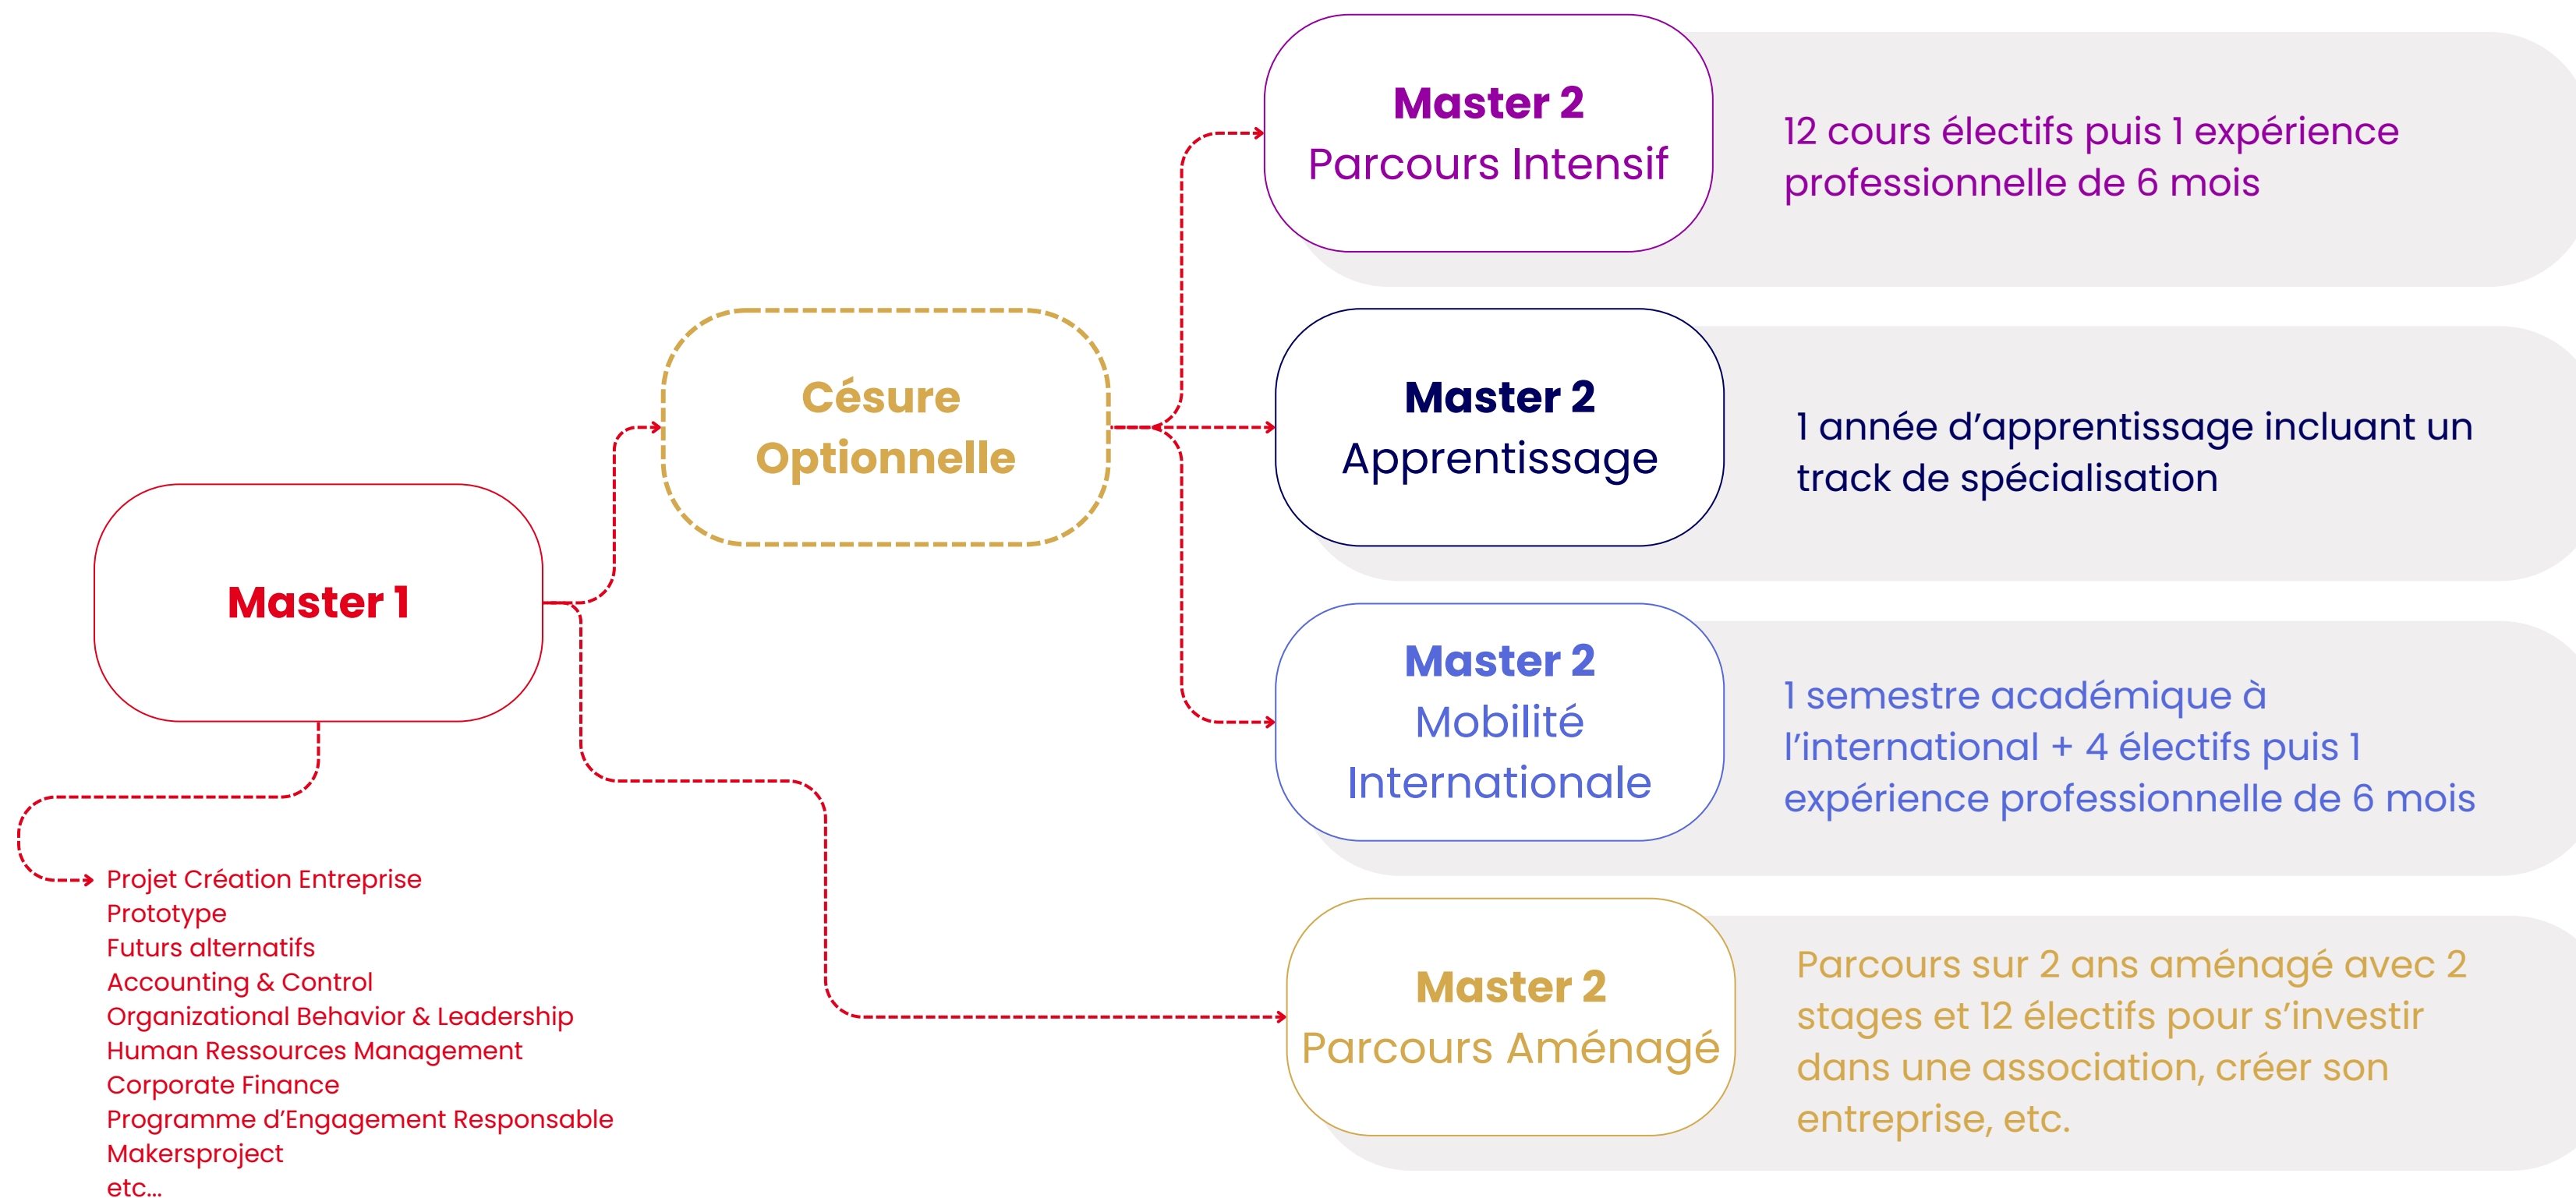 Master 1
Projet Création Entreprise
Prototype
Futurs alternatifs
Accounting & Control
Organizational Behavior & Leadership
Human Ressources Management
Corporate Finance
Programme d’Engagement Responsable
Makersproject
etc...
Césure
Optionnelle
Master 2
Parcours Intensif
12 cours électifs puis 1 expérience
professionnelle de 6 mois
Master 2
Apprentissage
1 année d’apprentissage incluant un
track de spécialisation
Master 2
Mobilité
Internationale
1 semestre académique à
l’international + 4 électifs puis 1
expérience professionnelle de 6 mois
Master 2
Parcours Aménagé
Parcours sur 2 ans aménagé avec 2
stages et 12 électifs pour s’investir
dans une association, créer son
entreprise, etc.